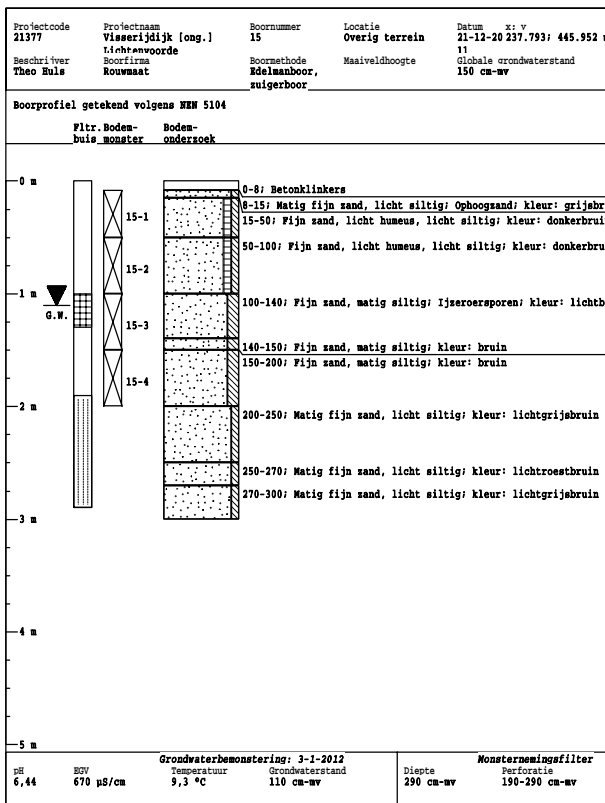 Projectcode Projectnaam Boornummer Locatie Datum x; y
21377 Visserijdijk [ong.] 15 Overig terrein 21-12-20 237.793; 445.952
Lichtenvoorde 11
Beschrijver Boorfirma Boormethode Maaiveldhoogte Globale grondwaterstand
Theo Huls Rouwmaat Edelmanboor, 150 cm-mv
zuigerboor
Boorprofiel getekend volgens NEN 5104
Fltr. Bodem- Bodem-
buis monster onderzoek
0 m
0-8; Betonklinkers
8-15; Matig fijn zand, licht siltig; Ophoogzand; kleur: grijsbr
15-1
15-50; Fijn zand, licht humeus, licht siltig; kleur: donkerbrui
50-100; Fijn zand, licht humeus, licht siltig; kleur: donkerbru
15-2
1 m
100-140; Fijn zand, matig siltig; Ijzeroersporen; kleur: lichtb
G.W.
15-3
140-150; Fijn zand, matig siltig; kleur: bruin
150-200; Fijn zand, matig siltig; kleur: bruin
15-4
2 m
200-250; Matig fijn zand, licht siltig; kleur: lichtgrijsbruin
250-270; Matig fijn zand, licht siltig; kleur: lichtroestbruin
270-300; Matig fijn zand, licht siltig; kleur: lichtgrijsbruin
3 m
4 m
5 m
Grondwaterbemonstering: 3-1-2012 Monsternemingsfilter
pH EGV Temperatuur Grondwaterstand Diepte Perforatie
6,44 670 µS/cm 9,3 °C 110 cm-mv 290 cm-mv 190-290 cm-mv